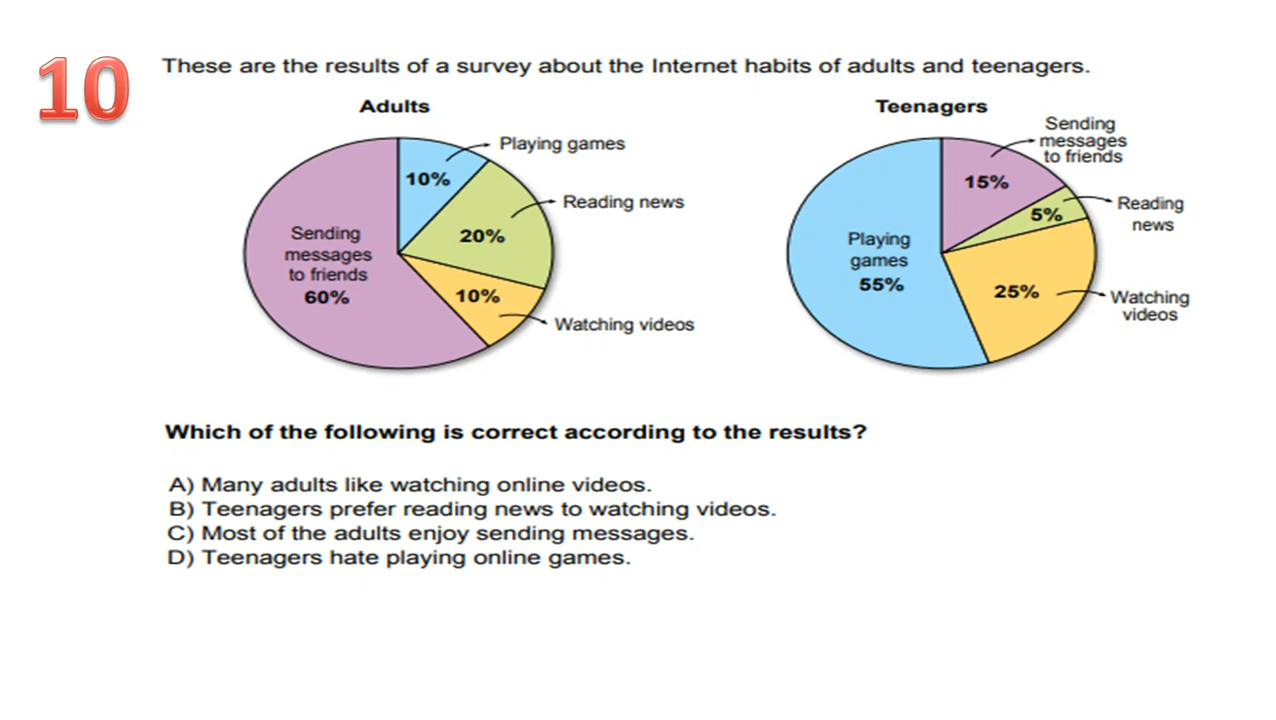 10
These are the results of a survey about the Internet habits of adults and teenagers.
Adults
Playing games
10%
Reading news
20%
Sending
messages
to friends
60%
10%
Watching videos
Teenagers
Sending
messages
to friends
15%
Reading
news
5%
Playing
games
55%
25%
Watching
videos
Which of the following is correct according to the results?
A) Many adults like watching online videos.
B) Teenagers prefer reading news to watching videos.
C) Most of the adults enjoy sending messages.
D) Teenagers hate playing online games.